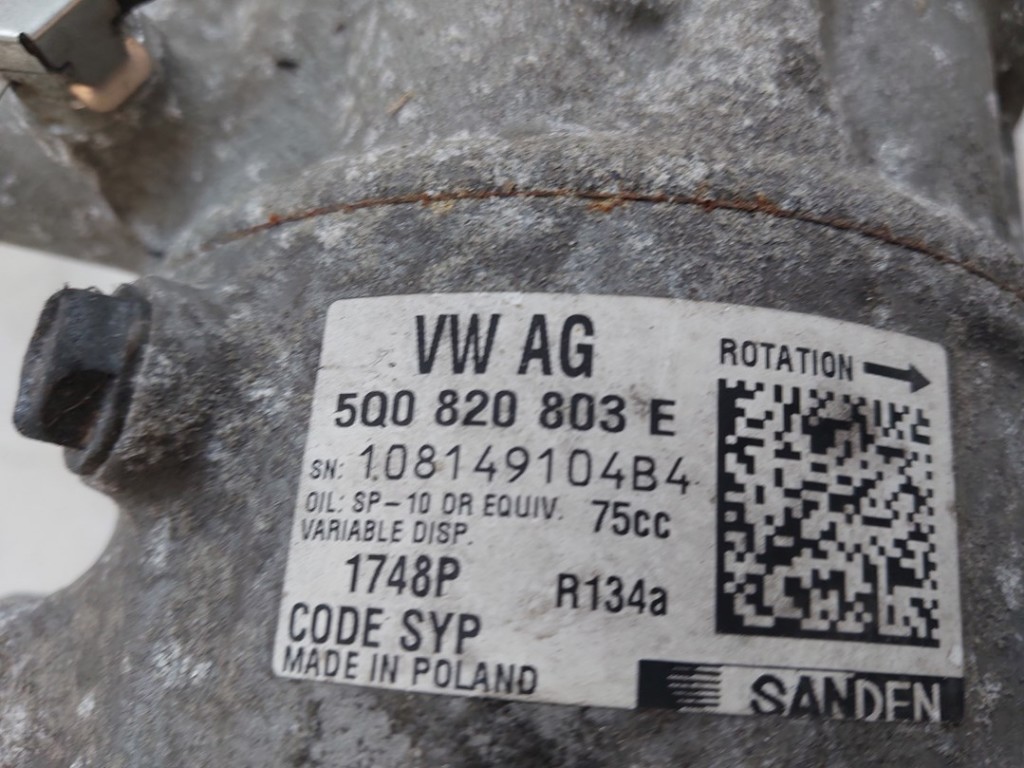 VW AG
ROTATION
5Q0 820 803 E
SN: 108149104B4
OIL: SP-10 OR EQUIV. 75cc
VARIABLE DISP.
1748P R134a
CODE SYP
MADE IN POLAND
SANDEN